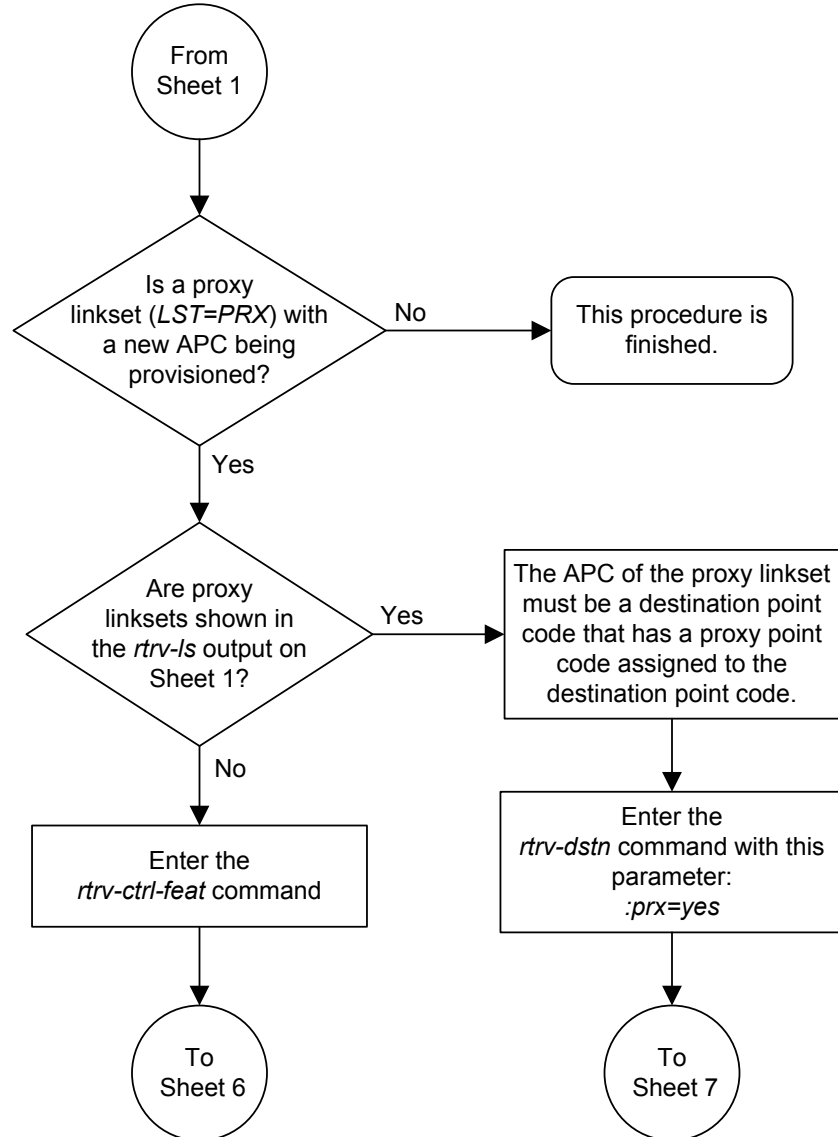 From
Sheet 1
Is a proxy
linkset (LST=PRX) with
a new APC being
provisioned?
No
This procedure is
finished.
Yes
Are proxy
linksets shown in
the rtrv-ls output on
Sheet 1?
Yes
The APC of the proxy linkset
must be a destination point
code that has a proxy point
code assigned to the
destination point code.
No
Enter the
rtrv-ctrl-feat command
Enter the
rtrv-dstn command with this
parameter:
:prx=yes
To
Sheet 6
To
Sheet 7